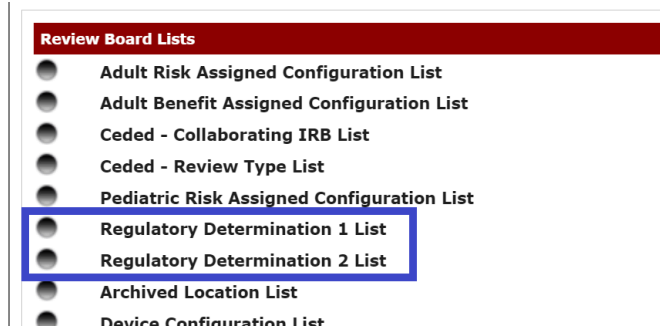 Review Board Lists
Adult Risk Assigned Configuration List
Adult Benefit Assigned Configuration List
Ceded - Collaborating IRB List
Ceded - Review Type List
Pediatric Risk Assigned Configuration List
Regulatory Determination 1 List
Regulatory Determination 2 List
Archived Location List
Device Configuration List